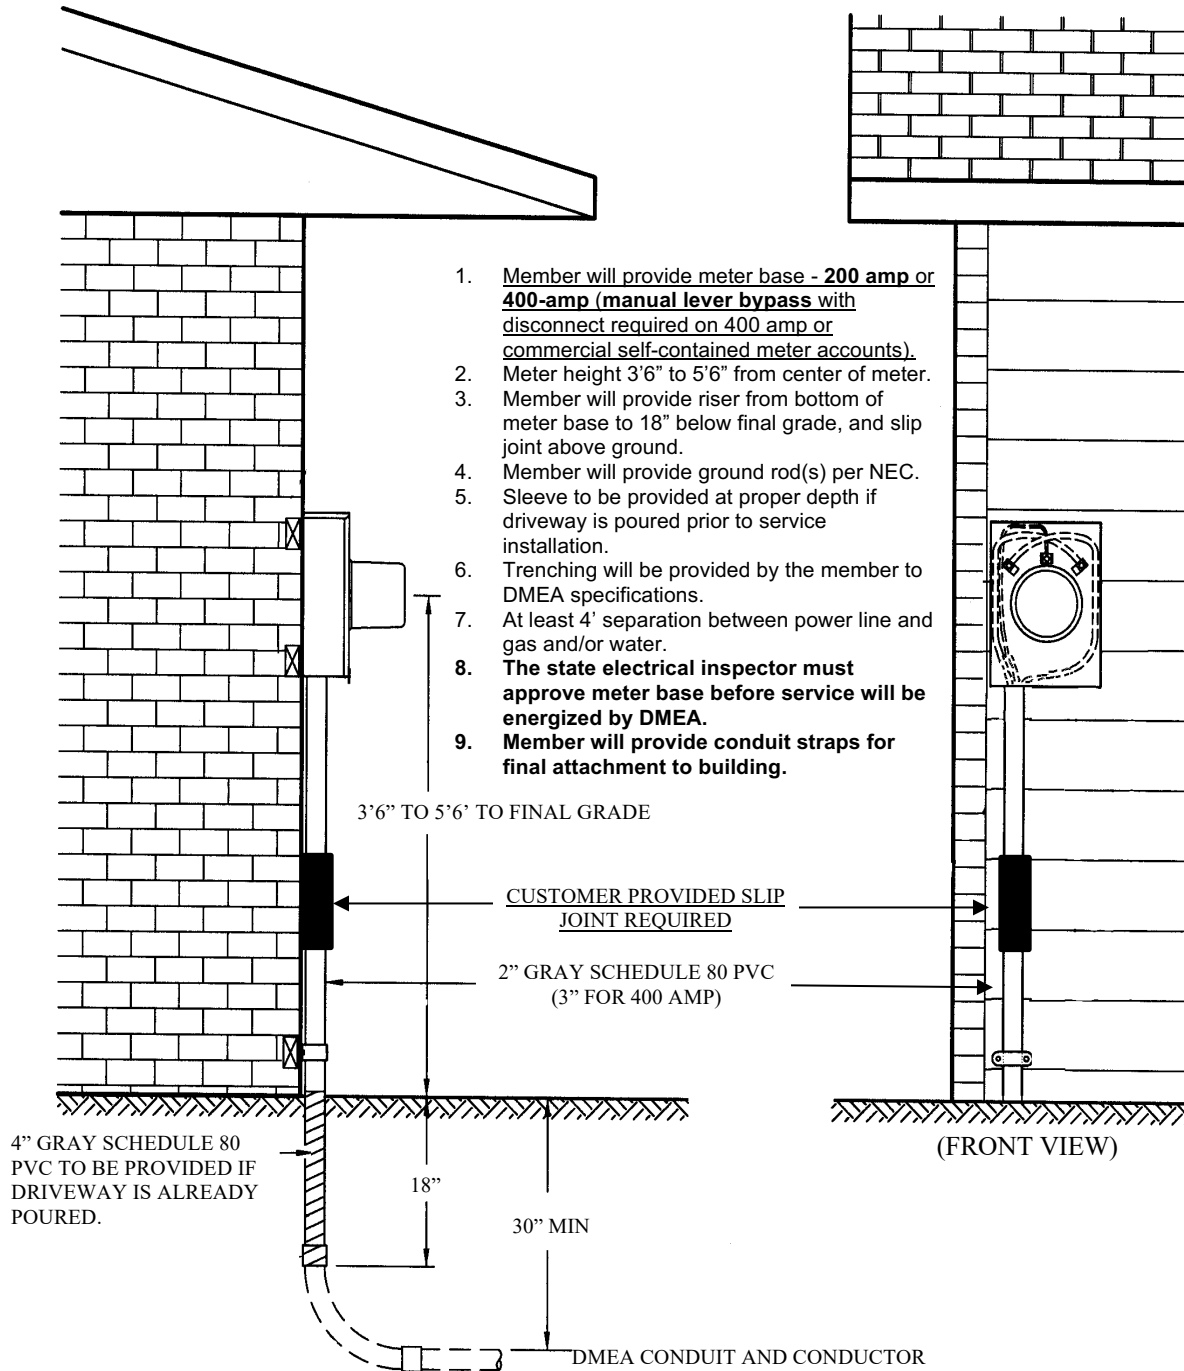 1. Member will provide meter base - 200 amp or
400-amp (manual lever bypass with
disconnect required on 400 amp or
commercial self-contained meter accounts).
2. Meter height 3’6” to 5’6” from center of meter.
3. Member will provide riser from bottom of
meter base to 18” below final grade, and slip
joint above ground.
4. Member will provide ground rod(s) per NEC.
5. Sleeve to be provided at proper depth if
driveway is poured prior to service
installation.
6. Trenching will be provided by the member to
DMEA specifications.
7. At least 4’ separation between power line and
gas and/or water.
8. The state electrical inspector must
approve meter base before service will be
energized by DMEA.
9. Member will provide conduit straps for
final attachment to building.
3’6” TO 5’6’ TO FINAL GRADE
CUSTOMER PROVIDED SLIP
JOINT REQUIRED
2” GRAY SCHEDULE 80 PVC
(3” FOR 400 AMP)
(FRONT VIEW)
4” GRAY SCHEDULE 80
PVC TO BE PROVIDED IF
DRIVEWAY IS ALREADY
POURED.
18”
30” MIN
DMEA CONDUIT AND CONDUCTOR